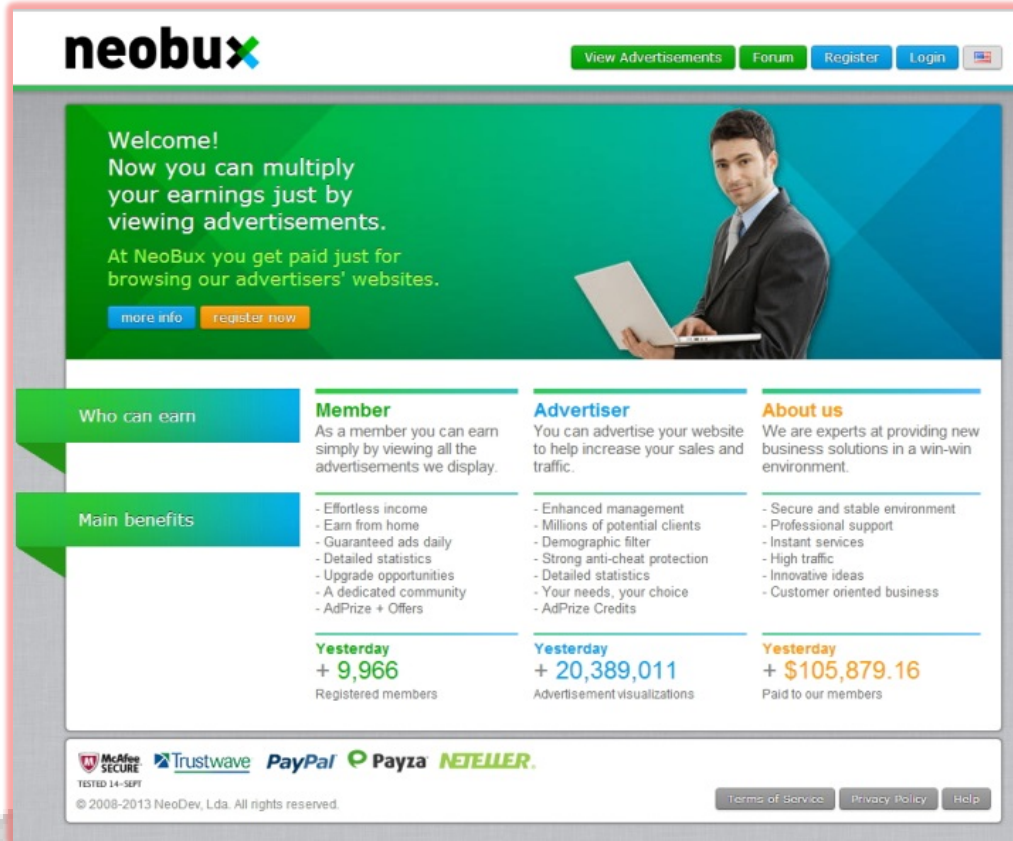 neobux
View Advertisements
Forum
Register
Login
Welcome!
Now you can multiply
your earnings just by
viewing advertisements.
At NeoBux you get paid just for
browsing our advertisers' websites.
more info
register now
Who can earn
Member
As a member you can earn
simply by viewing all the
advertisements we display.
Advertiser
You can advertise your website
to help increase your sales and
traffic.
About us
We are experts at providing new
business solutions in a win-win
environment.
Main benefits
- Effortless income
- Earn from home
- Guaranteed ads daily
- Detailed statistics
- Upgrade opportunities
- A dedicated community
- AdPrize + Offers
- Enhanced management
- Millions of potential clients
- Demographic filter
- Strong anti-cheat protection
- Detailed statistics
- Your needs, your choice
- AdPrize Credits
- Secure and stable environment
- Professional support
- Instant services
- High traffic
- Innovative ideas
- Customer oriented business
Yesterday
+ 9,966
Registered members
Yesterday
+ 20,389,011
Advertisement visualizations
Yesterday
+ $105,879.16
Paid to our members
McAfee
SECURE
TESTED 14-SEPT
Trustwave
PayPal
Payza
NETELLER.
© 2008-2013 NeoDev, Lda. All rights reserved.
Terms of Service
Privacy Policy
Help